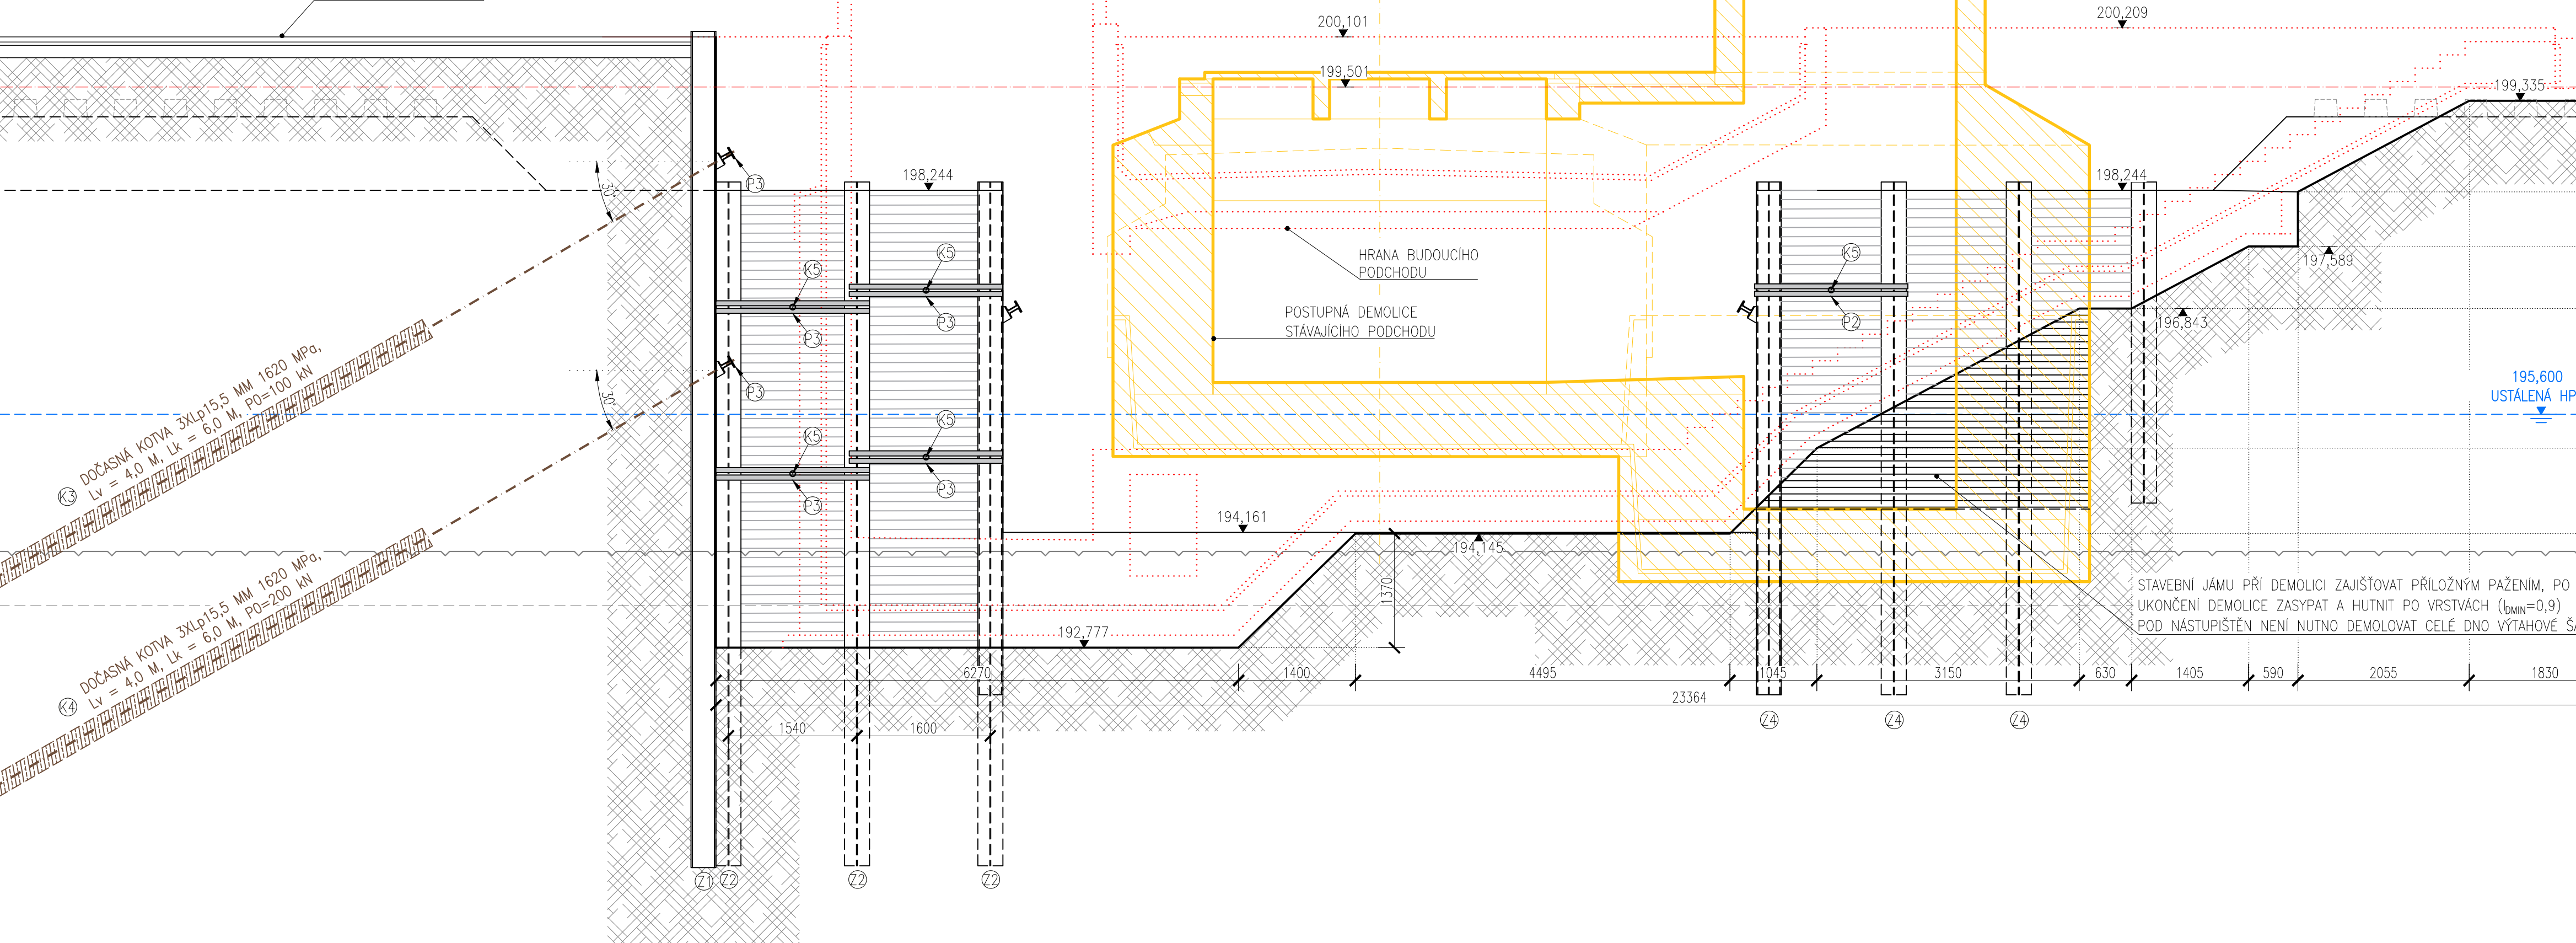 200,101
200,209
199,501
199,335
30°
P3
198,244
198,244
K5
K5
K5
HRANA BUDOUCÍHO
PODCHODU
197,589
P3
P3
P2
196,843
POSTUPNÁ DEMOLICE
STÁVAJÍCÍHO PODCHODU
30°
P3
195,600
USTÁLENÁ HP
K5
K5
P3
P3
K3
DOČASNÁ KOTVA 3XLp15,5 MM 1620 MPa,
Lv = 4,0 M, Lk = 6,0 M, P0=100 kN
194,161
194,145
1370
K4
DOČASNÁ KOTVA 3XLp15,5 MM 1620 MPa,
Lv = 4,0 M, Lk = 6,0 M, P0=200 kN
STAVEBNÍ JÁMU PŘÍ DEMOLICI ZAJIŠŤOVAT PŘÍLOŽNÝM PAŽENÍM, PO
UKONČENÍ DEMOLICE ZASYPAT A HUTNIT PO VRSTVÁCH (IDMIN=0,9)
POD NÁSTUPIŠTĚN NENÍ NUTNO DEMOLOVAT CELÉ DNO VÝTAHOVÉ ŠA
192,777
6270
1400
4495
1045
3150
630
1405
590
2055
1830
23364
1540
1600
Z4
Z4
Z4
Z1
Z2
Z2
Z2